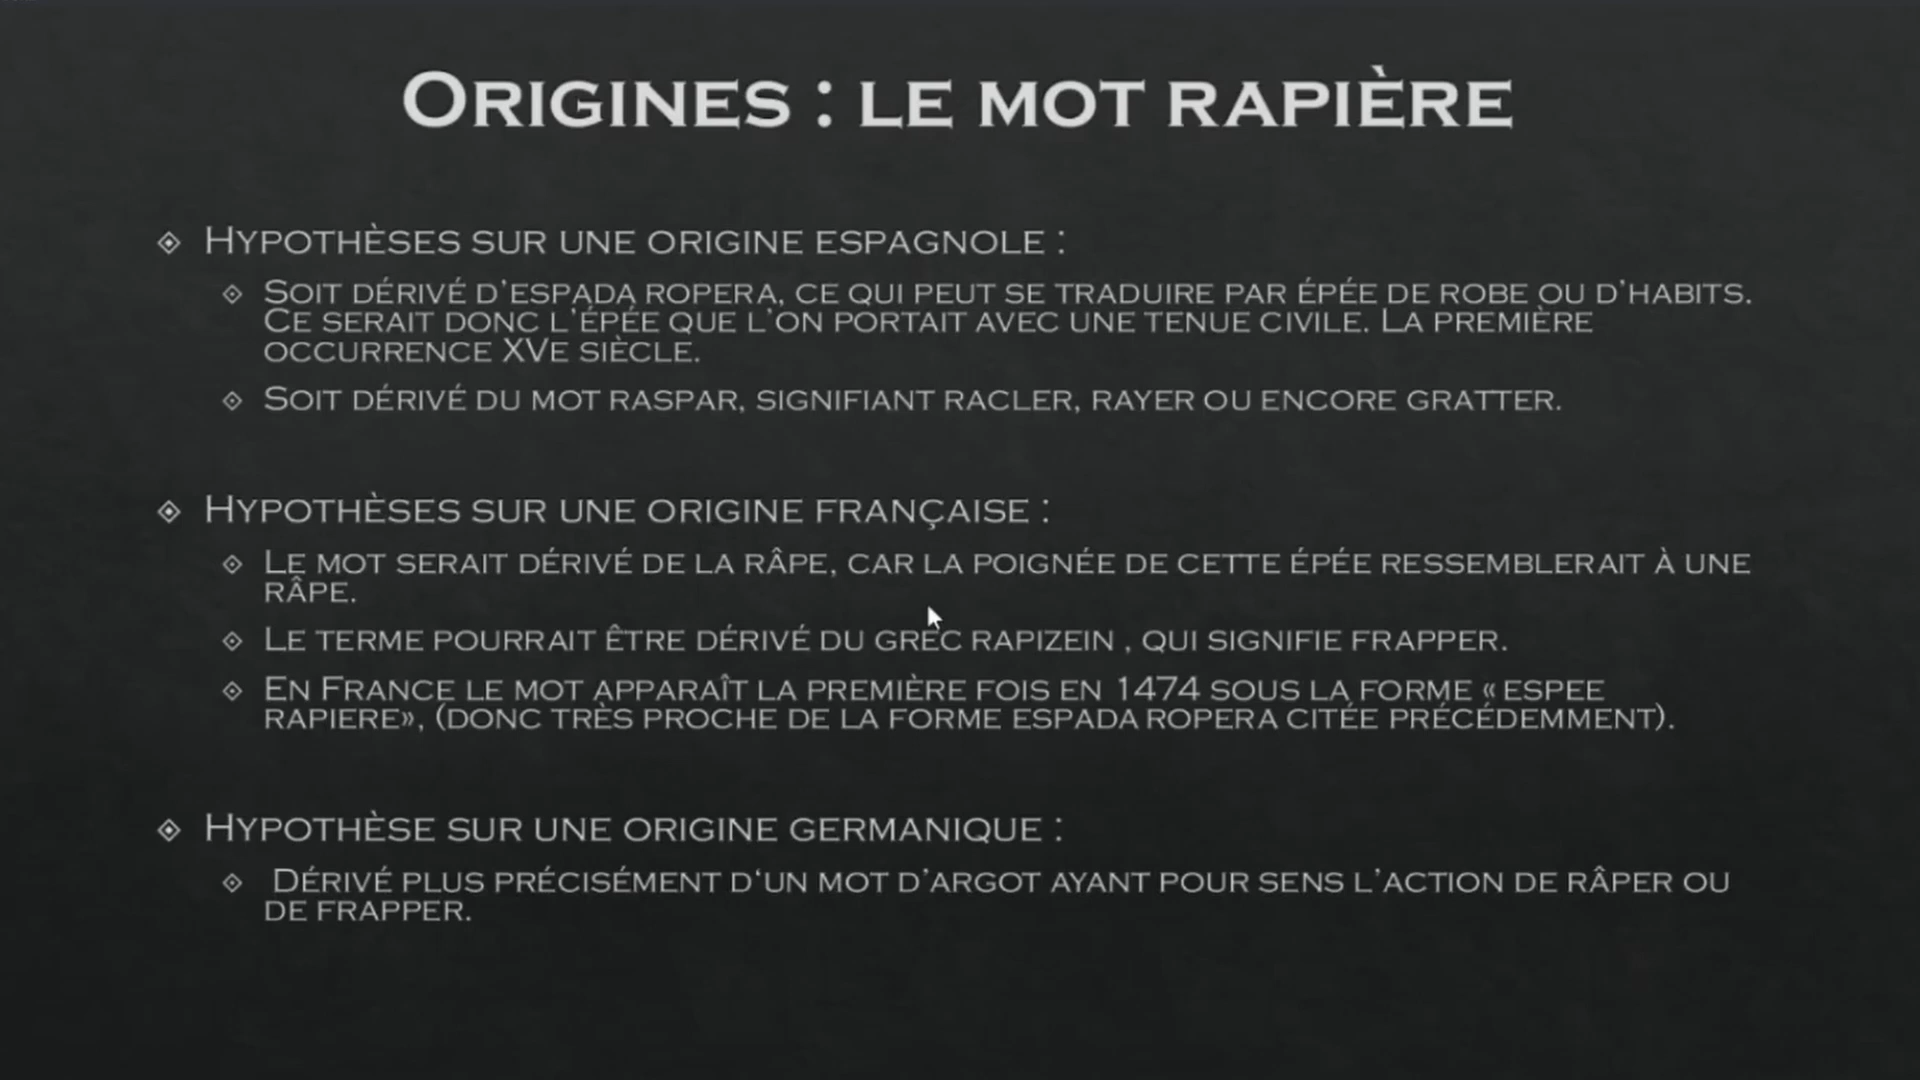 Origines : le mot rapière
Hypothèses sur une origine espagnole :
Soit dérivé d'espada ropera, ce qui peut se traduire par épée de robe ou d'habits.
Ce serait donc l'épée que l'on portait avec une tenue civile. La première
occurrence XVe siècle.
Soit dérivé du mot raspar, signifiant racler, rayer ou encore gratter.
Hypothèses sur une origine française :
Le mot serait dérivé de la râpe, car la poignée de cette épée ressemblerait à une
râpe.
Le terme pourrait être dérivé du grec rapizein , qui signifie frapper.
En France le mot apparaît la première fois en 1474 sous la forme « espee
rapiere», (donc très proche de la forme espada ropera citée précédemment).
Hypothèse sur une origine germanique :
Dérivé plus précisément d‘un mot d'argot ayant pour sens l'action de râper ou
de frapper.